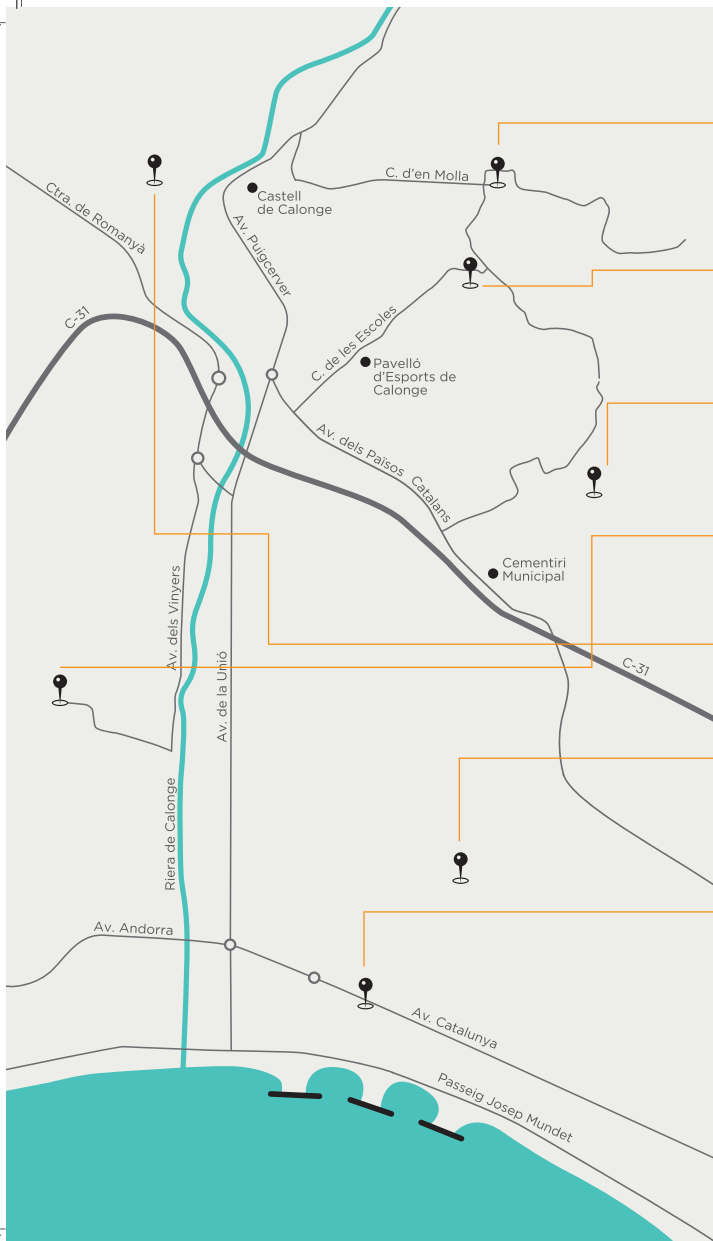 C. d'en Molla
Castell
de Calonge
Ctra. de Romanyà
Av. Puigcerver
C-31
C. de les Escoles
Pavelló
d'Esports de
Calonge
Av. dels Països Catalans
Cementiri
Municipal
Av. dels Vinyers
Av. de la Unió
C-31
Riera de Calonge
Av. Andorra
Av. Catalunya
Passeig Josep Mundet